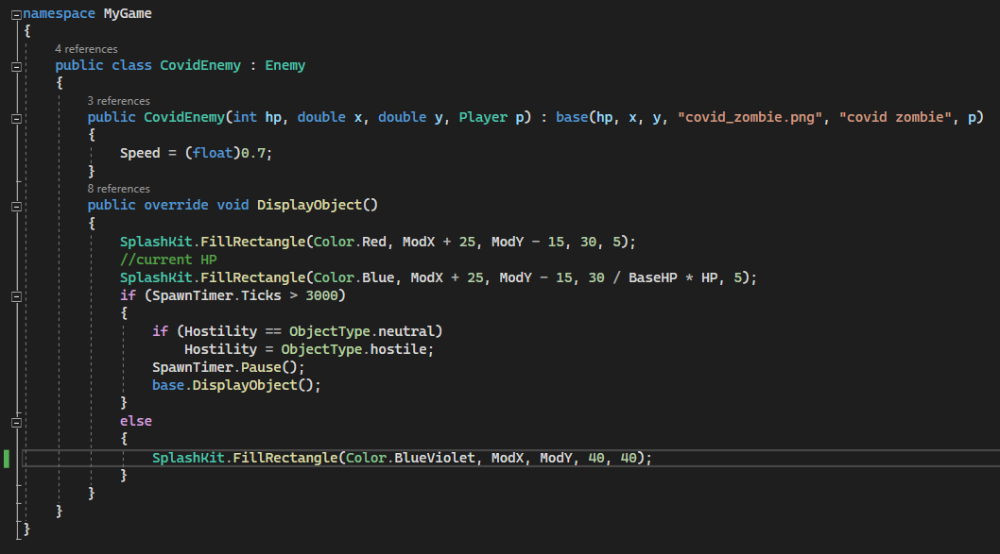 namespace MyGame
{
4 references
public class CovidEnemy : Enemy
{
3 references
public CovidEnemy(int hp, double x, double y, Player p) : base(hp, x, y, "covid_zombie.png", "covid zombie", p)
{
Speed = (float)0.7;
}
8 references
public override void DisplayObject()
{
SplashKit.FillRectangle(Color.Red, ModX + 25, ModY - 15, 30, 5);
//current HP
SplashKit.FillRectangle(Color.Blue, ModX + 25, ModY - 15, 30 / BaseHP * HP, 5);
if (SpawnTimer.Ticks > 3000)
{
if (Hostility == ObjectType.neutral)
Hostility = ObjectType.hostile;
SpawnTimer.Pause();
base.DisplayObject();
}
else
{
SplashKit.FillRectangle(Color.BlueViolet, ModX, ModY, 40, 40);
}
}
}
}